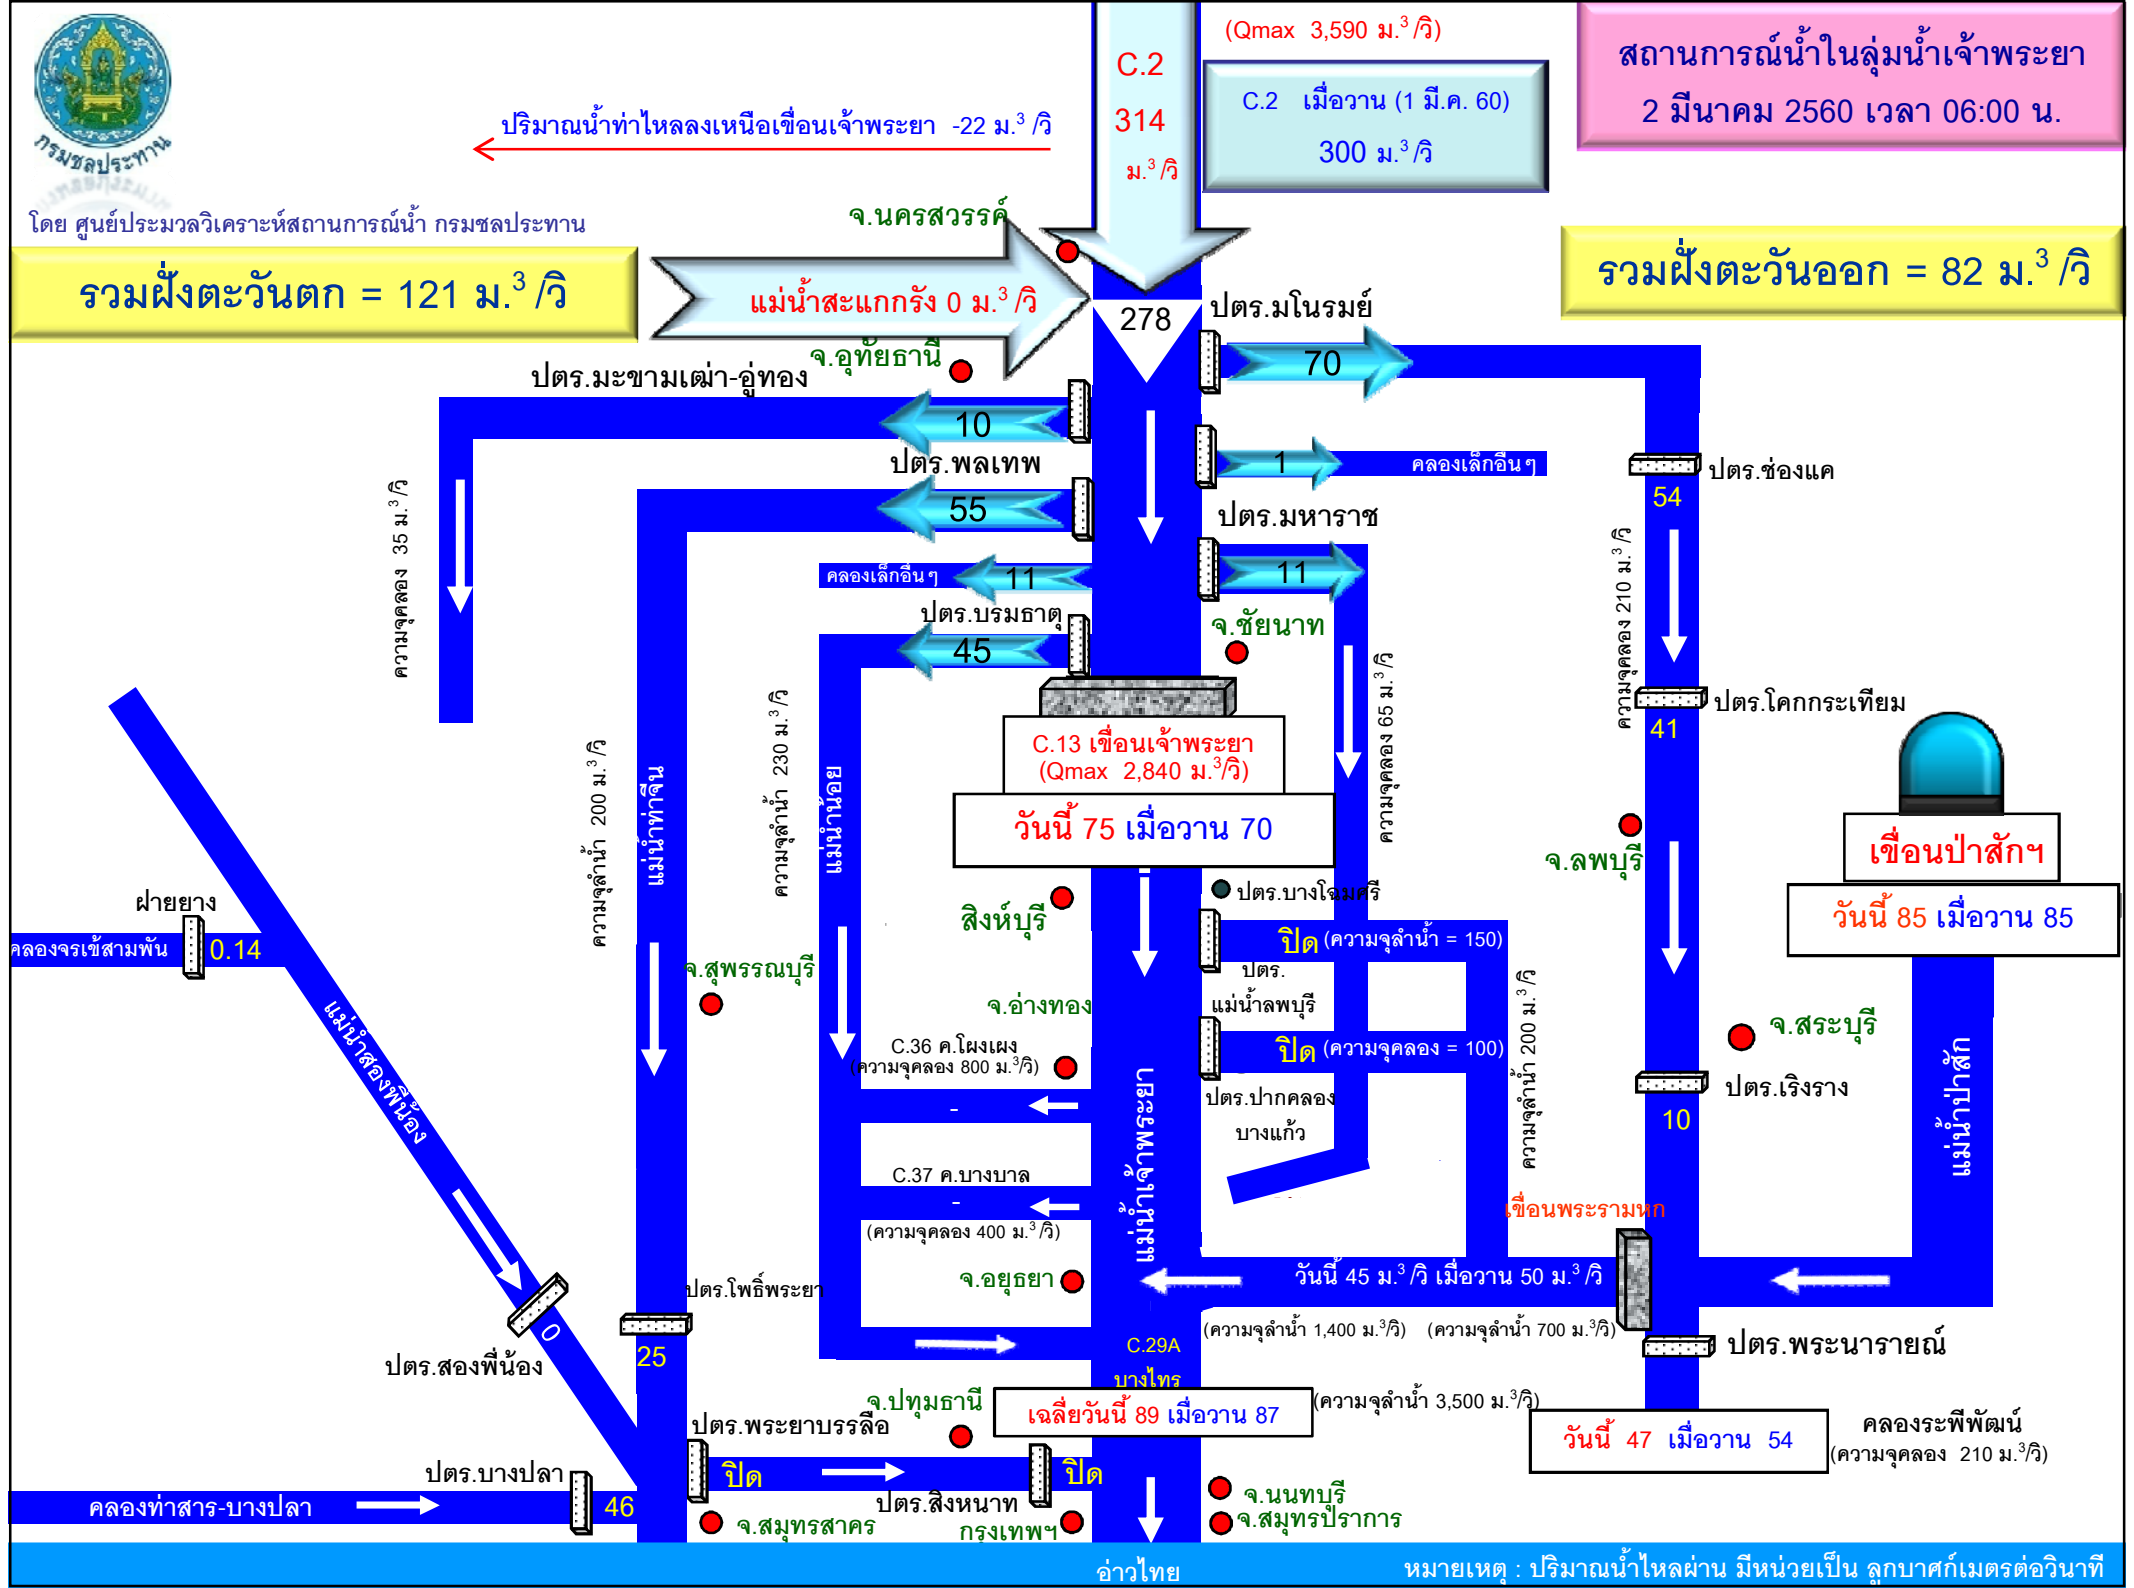 (Qmax 3,590 ม.³/วิ)
สถานการณ์น้ำในลุ่มน้ำเจ้าพระยา
2 มีนาคม 2560 เวลา 06:00 น.
C.2
314
ม.³/วิ
C.2 เมื่อวาน (1 มี.ค. 60)
300 ม.³/วิ
ปริมาณน้ำท่าไหลลงเหนือเขื่อนเจ้าพระยา -22 ม.³/วิ
กรมชลประทาน
โดย ศูนย์ประมวลวิเคราะห์สถานการณ์น้ำ กรมชลประทาน
จ.นครสวรรค์
รวมฝั่งตะวันตก = 121 ม.³/วิ
แม่น้ำสะแกกรัง 0 ม.³/วิ
รวมฝั่งตะวันออก = 82 ม.³/วิ
278
ปตร.มโนรมย์
70
จ.อุทัยธานี
ปตร.มะขามเฒ่า-อู่ทอง
10
ปตร.พลเทพ
1
คลองเล็กอื่นๆ
ปตร.ช่องแค
54
ความจุคลอง 35 ม.³/วิ
55
ปตร.มหาราช
คลองเล็กอื่นๆ
11
11
ความจุคลอง 210 ม.³/วิ
ปตร.บรมธาตุ
จ.ชัยนาท
45
ความจุคลอง 65 ม.³/วิ
ปตร.โคกกระเทียม
41
ความจุลำน้ำ 200 ม.³/วิ
แม่น้ำท่าจีน
ความจุลำน้ำ 230 ม.³/วิ
แม่น้ำน้อย
C.13 เขื่อนเจ้าพระยา
(Qmax 2,840 ม.³/วิ)
วันนี้ 75 เมื่อวาน 70
จ.ลพบุรี
เขื่อนป่าสักฯ
วันนี้ 85 เมื่อวาน 85
ปตร.บางโฉมศรี
สิงห์บุรี
ฝายยาง
คลองจรเข้สามพัน
0.14
ปิด (ความจุลำน้ำ = 150)
จ.สุพรรณบุรี
ปตร.
แม่น้ำลพบุรี
จ.อ่างทอง
ความจุลำน้ำ 200 ม.³/วิ
จ.สระบุรี
แม่น้ำสองพี่น้อง
C.36 ค.โผงเผง
(ความจุคลอง 800 ม.³/วิ)
-
ปิด (ความจุคลอง = 100)
ปตร.ปากคลอง
บางแก้ว
ปตร.เริงราง
10
แม่น้ำป่าสัก
แม่น้ำเจ้าพระยา
C.37 ค.บางบาล
-
(ความจุคลอง 400 ม.³/วิ)
เขื่อนพระรามหก
จ.อยุธยา
วันนี้ 45 ม.³/วิ เมื่อวาน 50 ม.³/วิ
ปตร.โพธิ์พระยา
0
ปตร.สองพี่น้อง
25
(ความจุลำน้ำ 1,400 ม.³/วิ)
(ความจุลำน้ำ 700 ม.³/วิ)
C.29A
บางไทร
ปตร.พระนารายณ์
จ.ปทุมธานี
เฉลี่ยวันนี้ 89 เมื่อวาน 87
(ความจุลำน้ำ 3,500 ม.³/วิ)
วันนี้ 47 เมื่อวาน 54
คลองระพีพัฒน์
(ความจุคลอง 210 ม.³/วิ)
ปตร.พระยาบรรลือ
ปตร.บางปลา
ปิด
ปิด
คลองท่าสาร-บางปลา
46
ปตร.สิงหนาท
จ.นนทบุรี
จ.สมุทรสาคร
กรุงเทพฯ
จ.สมุทรปราการ
อ่าวไทย
หมายเหตุ : ปริมาณน้ำไหลผ่าน มีหน่วยเป็น ลูกบาศก์เมตรต่อวินาที